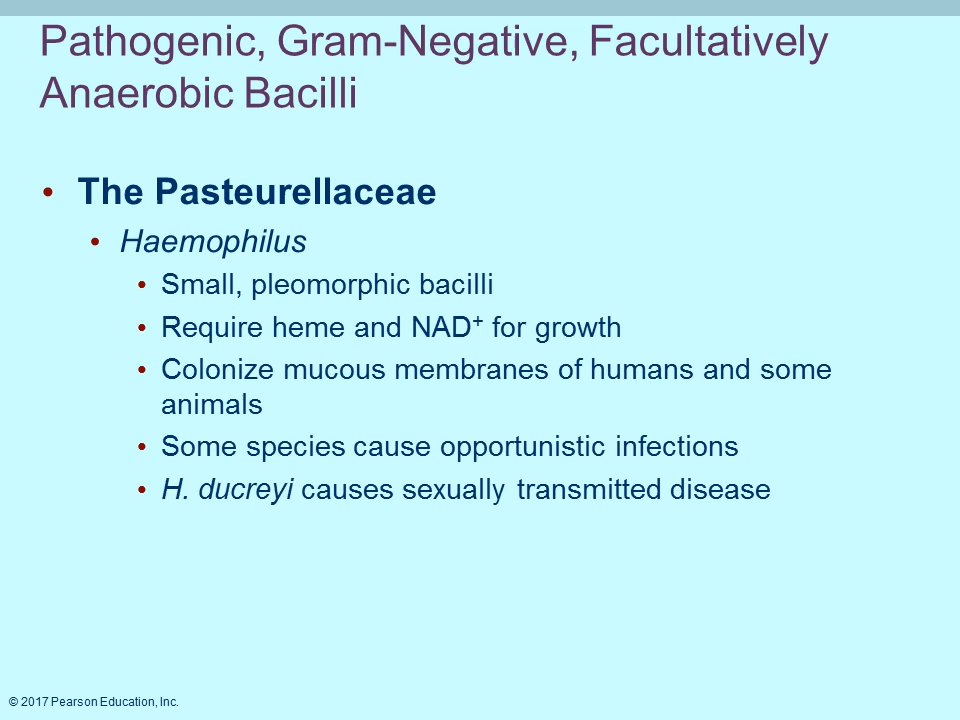 Pathogenic, Gram-Negative, Facultatively
Anaerobic Bacilli
• The Pasteurellaceae
• Haemophilus
• Small, pleomorphic bacilli
• Require heme and NAD⁺ for growth
• Colonize mucous membranes of humans and some
animals
• Some species cause opportunistic infections
• H. ducreyi causes sexually transmitted disease
© 2017 Pearson Education, Inc.